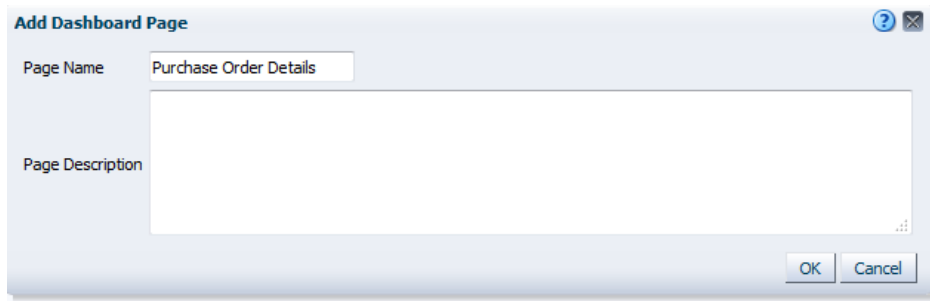 Add Dashboard Page
?
Page Name Purchase Order Details
Page Description
OK Cancel